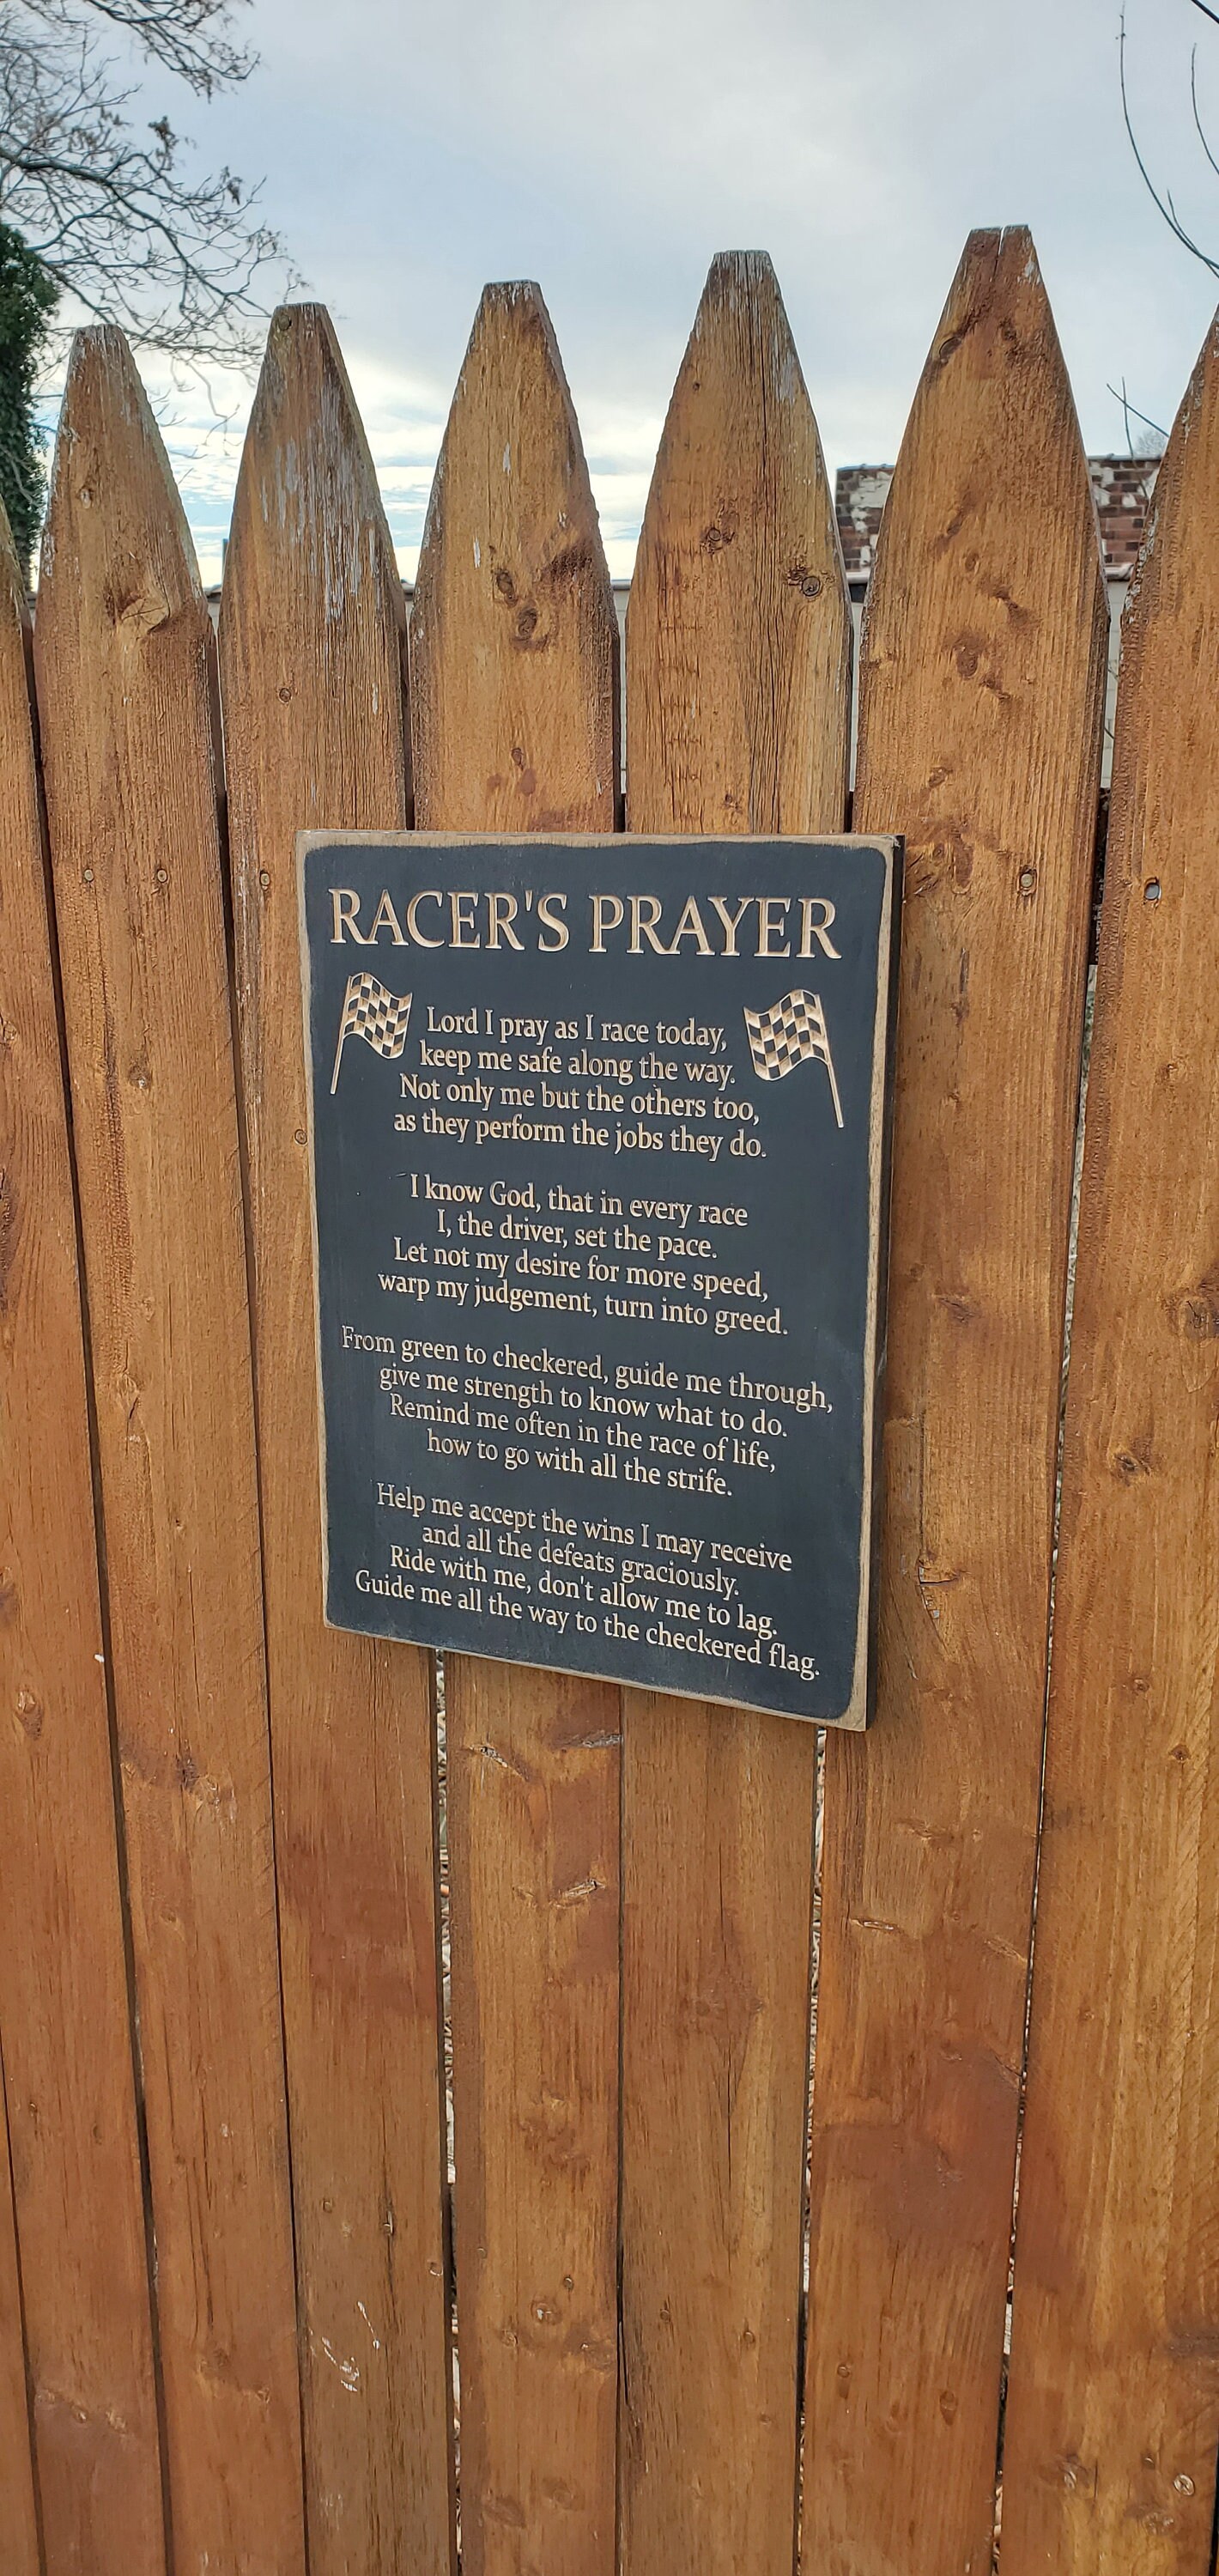 RACER'S PRAYER
Lord I pray as I race today,
keep me safe along the way.
Not only me but the others too,
as they perform the jobs they do.
I know God, that in every race
I, the driver, set the pace.
Let not my desire for more speed,
warp my judgement, turn into greed.
From green to checkered, guide me through,
give me strength to know what to do.
Remind me often in the race of life,
how to go with all the strife.
Help me accept the wins I may receive
and all the defeats graciously.
Ride with me, don't allow me to lag.
Guide me all the way to the checkered flag.